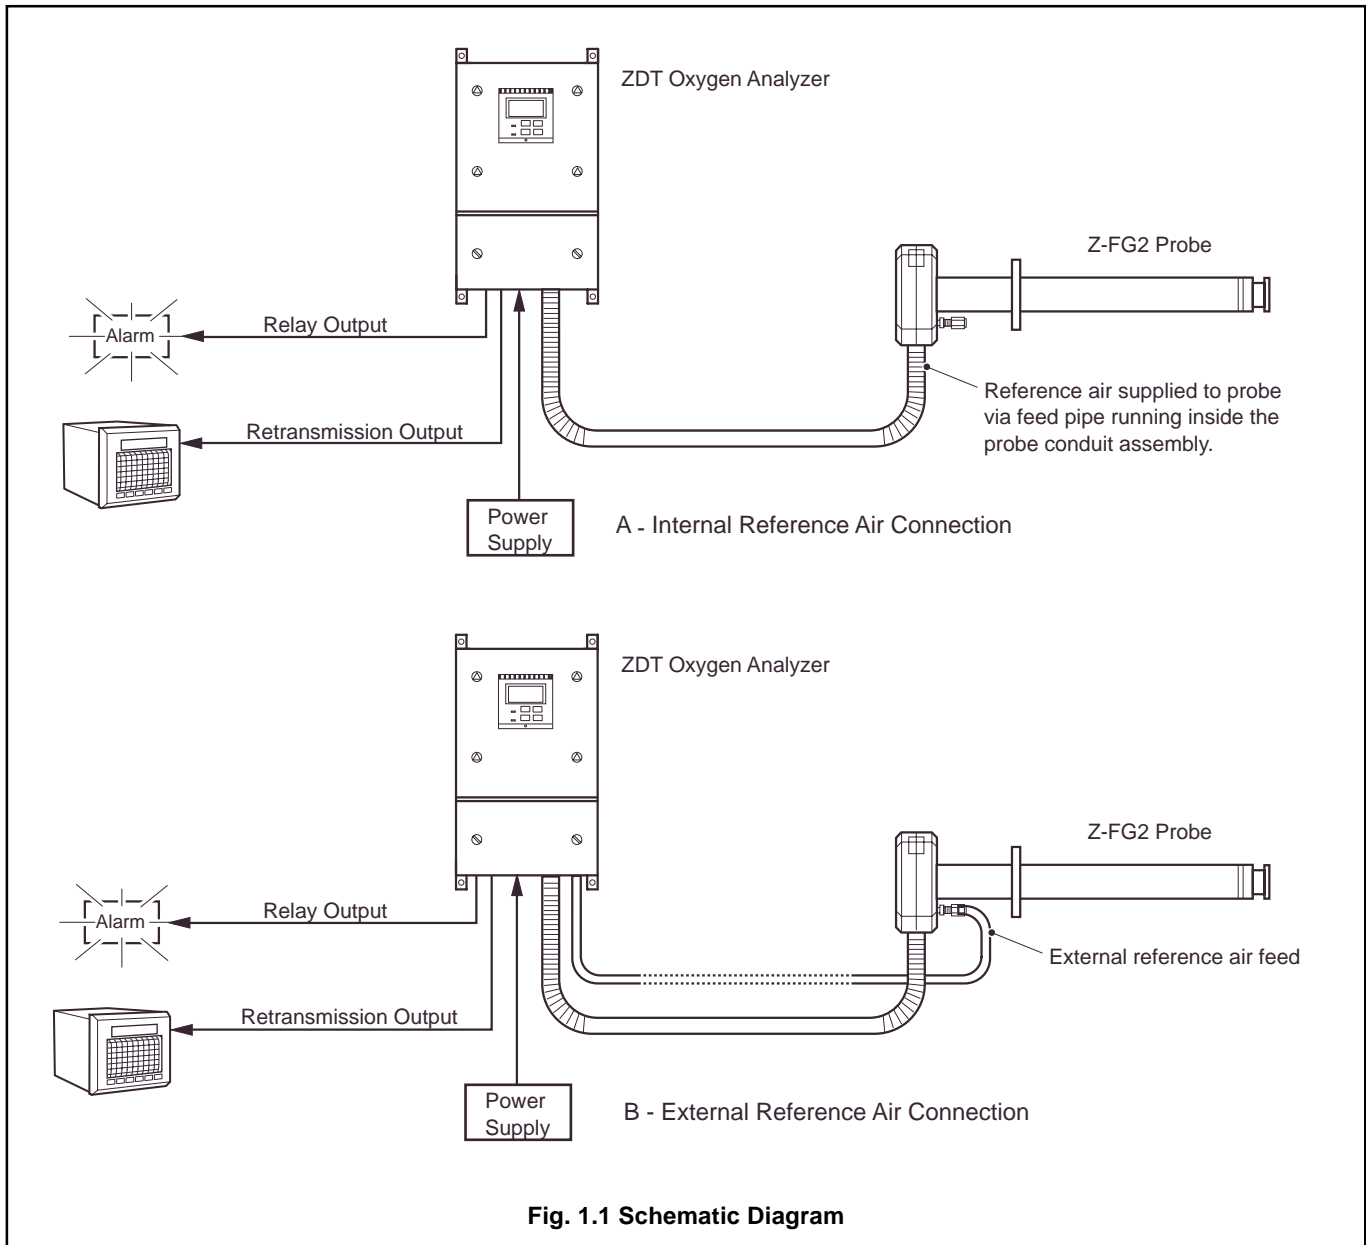 ZDT Oxygen Analyzer
Z-FG2 Probe
Alarm
Relay Output
Reference air supplied to probe
via feed pipe running inside the
probe conduit assembly.
Retransmission Output
Power
Supply
A - Internal Reference Air Connection
ZDT Oxygen Analyzer
Z-FG2 Probe
Alarm
Relay Output
External reference air feed
Retransmission Output
Power
Supply
B - External Reference Air Connection
Fig. 1.1 Schematic Diagram